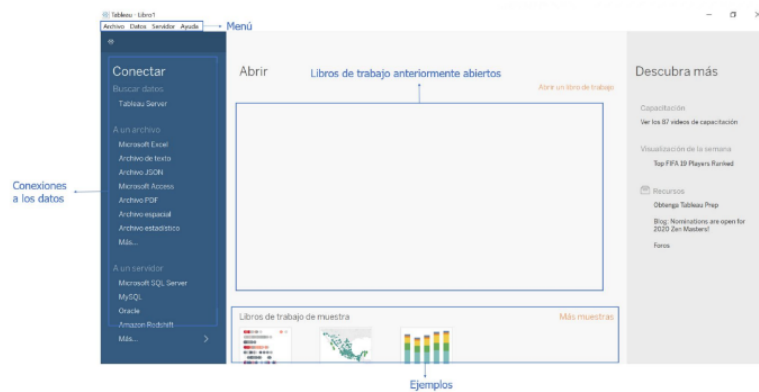 Tableau - Libro1
Archivo Datos Servidor Ayuda
Menú
Conectar
Buscar datos
Tableau Server
A un archivo
Microsoft Excel
Archivo de texto
Archivo JSON
Microsoft Access
Archivo PDF
Archivo espacial
Archivo estadístico
Más...
A un servidor
Microsoft SQL Server
MySQL
Oracle
Amazon Redshift
Más...
Conexiones
a los datos
Abrir
Libros de trabajo anteriormente abiertos
Abrir un libro de trabajo
Libros de trabajo de muestra
Más muestras
Ejemplos
Descubra más
Capacitación
Ver los 87 videos de capacitación
Visualización de la semana
Top FIFA 19 Players Ranked
Recursos
Obtenga Tableau Prep
Blog: Nominations are open for
2020 Zen Masters!
Foros